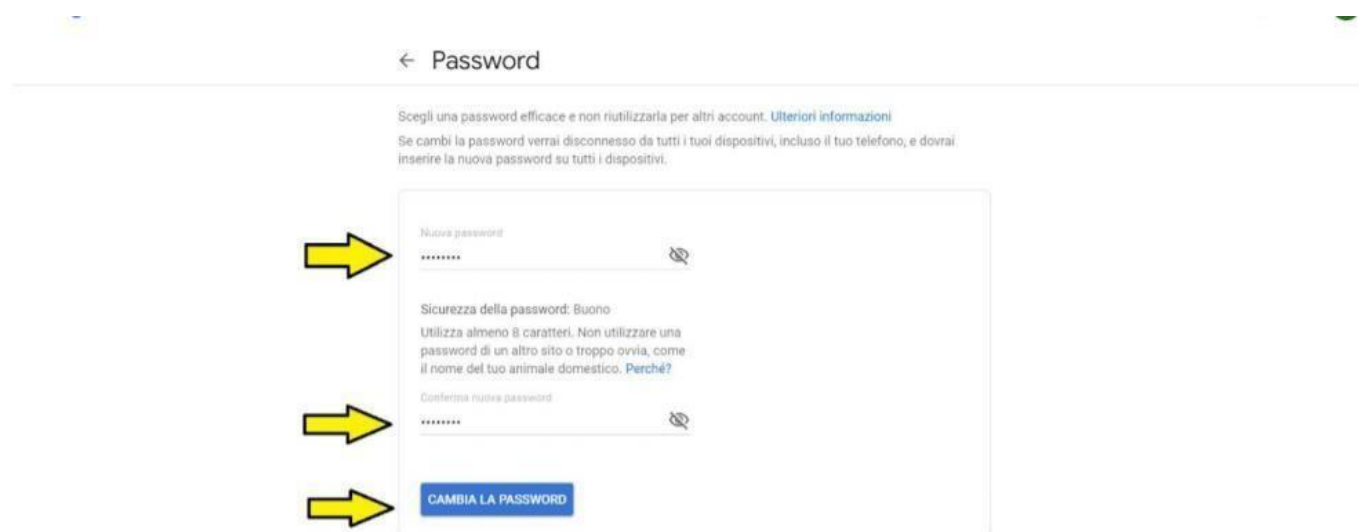 Password
Scegli una password efficace e non riutilizzarla per altri account. Ulteriori informazioni
Se cambi la password verrai disconnesso da tutti i tuoi dispositivi, incluso il tuo telefono, e dovrai
inserire la nuova password su tutti i dispositivi.
Nuova password
••••••••
Sicurezza della password: Buono
Utilizza almeno 8 caratteri. Non utilizzare una
password di un altro sito o troppo ovvia, come
il nome del tuo animale domestico. Perché?
Conferma nuova password
••••••••
CAMBIA LA PASSWORD